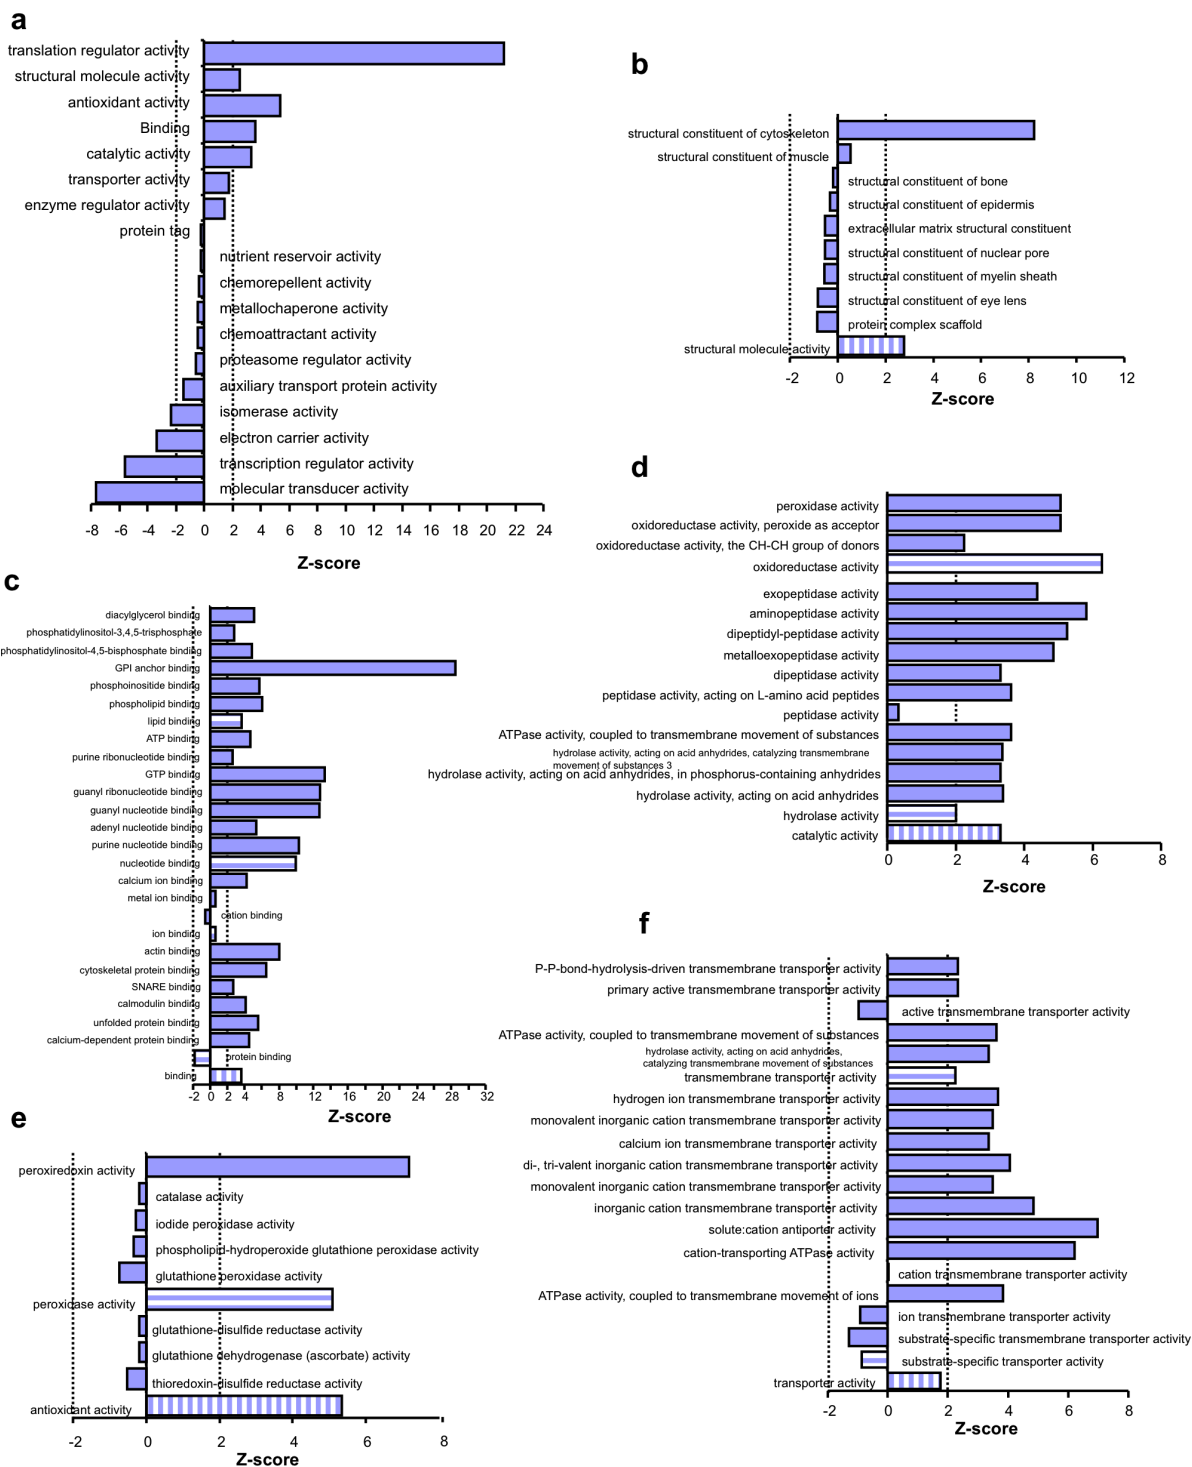 a
translation regulator activity
structural molecule activity
antioxidant activity
Binding
catalytic activity
transporter activity
enzyme regulator activity
protein tag
nutrient reservoir activity
chemorepellent activity
metallochaperone activity
chemoattractant activity
proteasome regulator activity
auxiliary transport protein activity
isomerase activity
electron carrier activity
transcription regulator activity
molecular transducer activity
-8 -6 -4 -2 0 2 4 6 8 10 12 14 16 18 20 22 24
Z-score
b
structural constituent of cytoskeleton
structural constituent of muscle
structural constituent of bone
structural constituent of epidermis
extracellular matrix structural constituent
structural constituent of nuclear pore
structural constituent of myelin sheath
structural constituent of eye lens
protein complex scaffold
structural molecule activity
-2 0 2 4 6 8 10 12
Z-score
c
diacylglycerol binding
phosphatidylinositol-3,4,5-trisphosphate
phosphatidylinositol-4,5-bisphosphate binding
GPI anchor binding
phosphoinositide binding
phospholipid binding
lipid binding
ATP binding
purine ribonucleotide binding
GTP binding
guanyl ribonucleotide binding
guanyl nucleotide binding
adenyl nucleotide binding
purine nucleotide binding
nucleotide binding
calcium ion binding
metal ion binding
cation binding
ion binding
actin binding
cytoskeletal protein binding
SNARE binding
calmodulin binding
unfolded protein binding
calcium-dependent protein binding
protein binding
binding
-2 0 2 4 8 12 16 20 24 28 32
Z-score
d
peroxidase activity
oxidoreductase activity, peroxide as acceptor
oxidoreductase activity, the CH-CH group of donors
oxidoreductase activity
exopeptidase activity
aminopeptidase activity
dipeptidyl-peptidase activity
metalloexopeptidase activity
dipeptidase activity
peptidase activity, acting on L-amino acid peptides
peptidase activity
ATPase activity, coupled to transmembrane movement of substances
hydrolase activity, acting on acid anhydrides, catalyzing transmembrane
movement of substances 3
hydrolase activity, acting on acid anhydrides, in phosphorus-containing anhydrides
hydrolase activity, acting on acid anhydrides
hydrolase activity
catalytic activity
0 2 4 6 8
Z-score
e
peroxiredoxin activity
catalase activity
iodide peroxidase activity
phospholipid-hydroperoxide glutathione peroxidase activity
glutathione peroxidase activity
peroxidase activity
glutathione-disulfide reductase activity
glutathione dehydrogenase (ascorbate) activity
thioredoxin-disulfide reductase activity
antioxidant activity
-2 0 2 4 6 8
Z-score
f
P-P-bond-hydrolysis-driven transmembrane transporter activity
primary active transmembrane transporter activity
active transmembrane transporter activity
ATPase activity, coupled to transmembrane movement of substances
hydrolase activity, acting on acid anhydrides,
catalyzing transmembrane movement of substances
transmembrane transporter activity
hydrogen ion transmembrane transporter activity
monovalent inorganic cation transmembrane transporter activity
calcium ion transmembrane transporter activity
di-, tri-valent inorganic cation transmembrane transporter activity
monovalent inorganic cation transmembrane transporter activity
inorganic cation transmembrane transporter activity
solute:cation antiporter activity
cation-transporting ATPase activity
cation transmembrane transporter activity
ATPase activity, coupled to transmembrane movement of ions
ion transmembrane transporter activity
substrate-specific transmembrane transporter activity
substrate-specific transporter activity
transporter activity
-2 0 2 4 6 8
Z-score